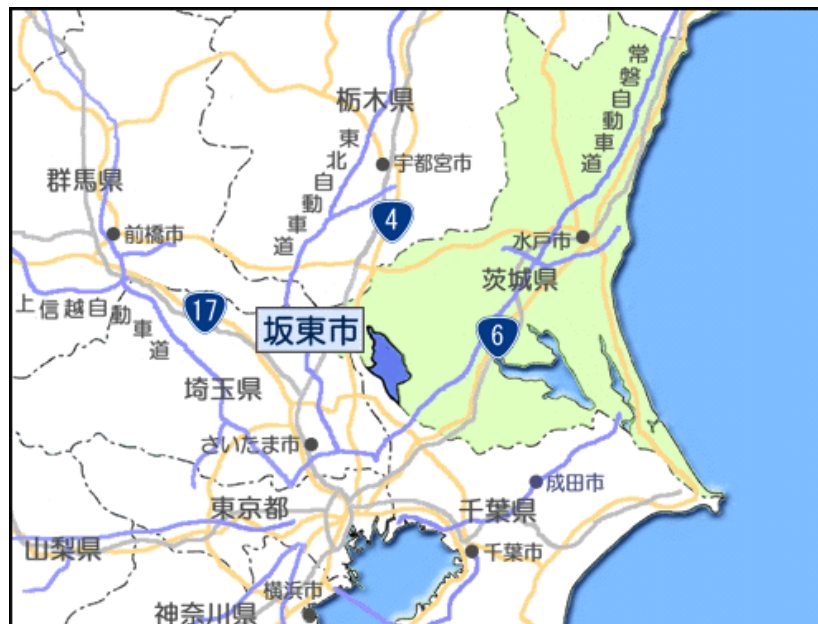 常磐自動車道
栃木県
東北自動車道
宇都宮市
群馬県
4
前橋市
水戸市
茨城県
上信越自動車道
17
坂東市
6
埼玉県
さいたま市
成田市
東京都
千葉県
山梨県
千葉市
横浜市
神奈川県